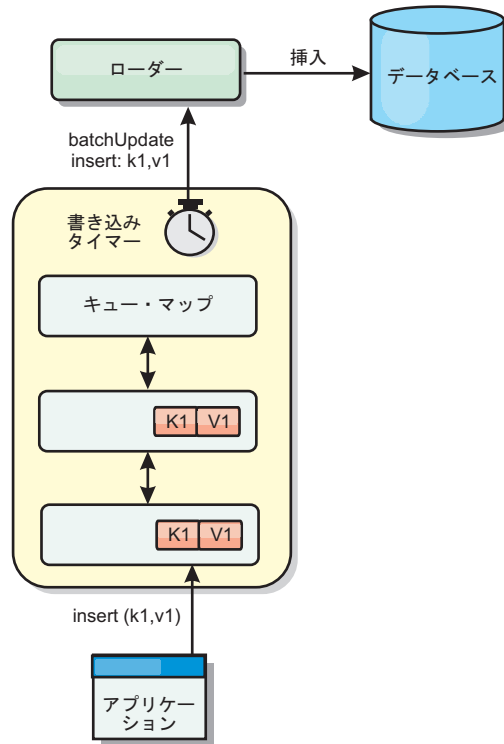 ローダー
挿入
データベース
batchUpdate
insert: k1,v1
書き込み
タイマー
キュー・マップ
K1 V1
K1 V1
insert (k1,v1)
アプリケー
ション